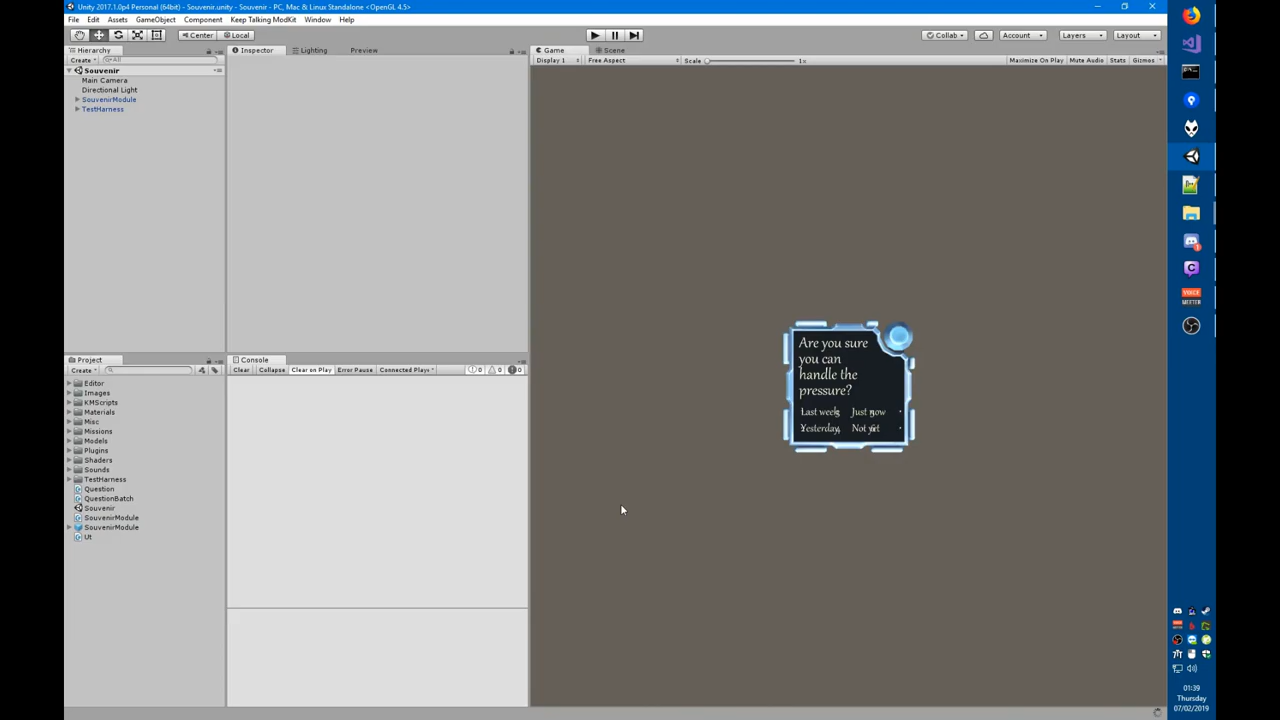 Unity 2017.1.0p4 Personal (64bit) - Souvenir.unity - Souvenir - PC, Mac & Linux Standalone <OpenGL 4.5>
File Edit Assets GameObject Component Keep Talking ModKit Window Help
Center Local Collab Account Layers Layout
Hierarchy Inspector Lighting Preview Game Scene
Create All Display 1 Free Aspect Scale 1x Maximize On Play Mute Audio Stats Gizmos
Souvenir
Main Camera
Directional Light
SouvenirModule
TestHarness
Are you sure
you can
handle the
pressure?
Last week Just now
Yesterday Not yet
Project Console
Create Clear Collapse Clear on Play Error Pause Connected Play 0 0 0
Editor
Images
KMScripts
Materials
Misc
Missions
Models
Plugins
Shaders
Sounds
TestHarness
Question
QuestionBatch
Souvenir
SouvenirModule
SouvenirModule
Ut
VOICE
MEETER
01:39
Thursday
07/02/2019